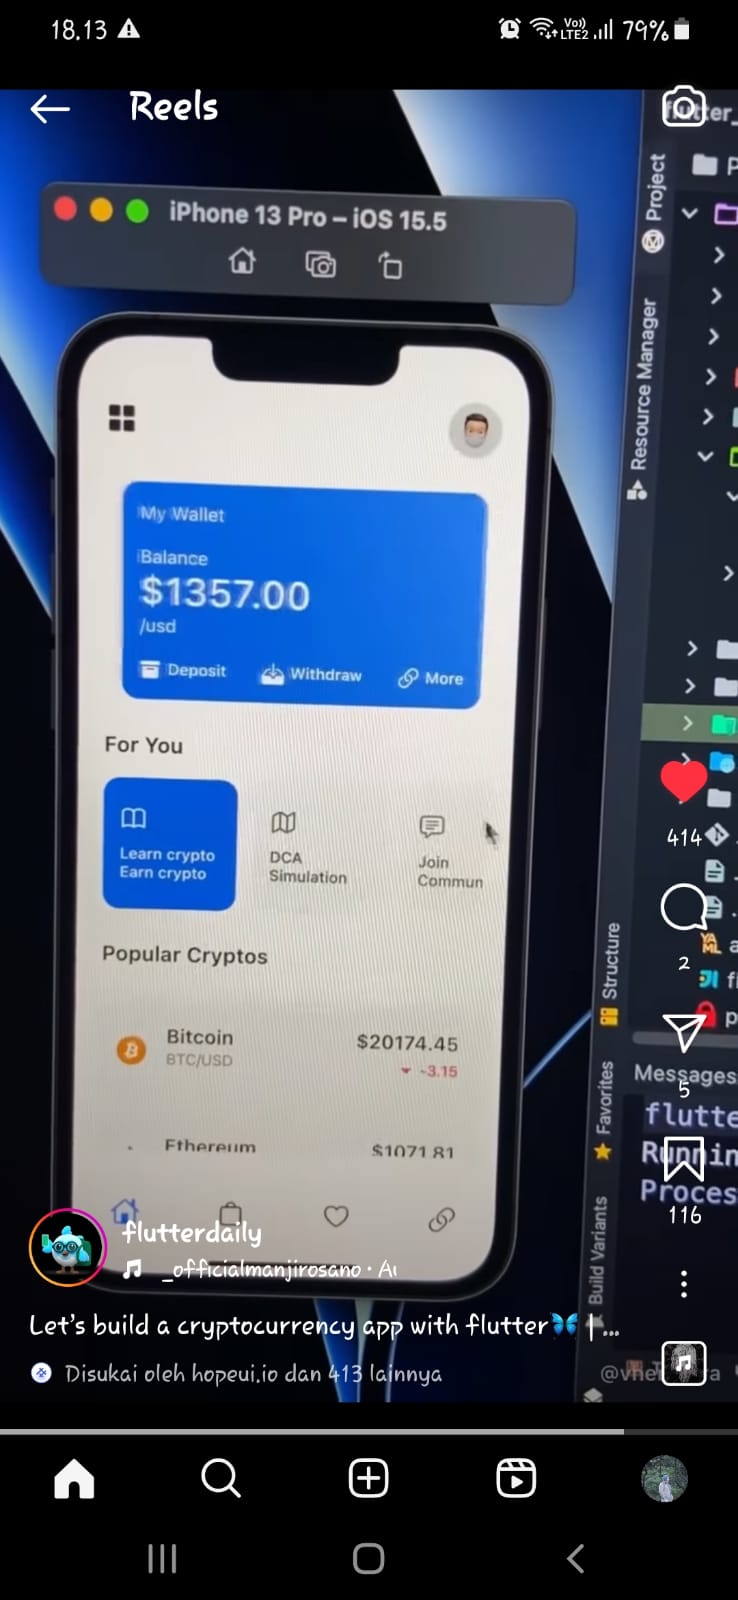 18.13
Vo))
LTE2
79%
Reels
iPhone 13 Pro – iOS 15.5
Project
Resource Manager
My Wallet
Balance
$1357.00
/usd
Deposit
Withdraw
More
For You
Learn crypto
Earn crypto
DCA
Simulation
Join
Commun
Popular Cryptos
Bitcoin
BTC/USD
$20174.45
-3.15
Ethereum
$1071.81
Structure
Favorites
Build Variants
Messages
flutte
Runnin
Proces
414
2
5
116
flutterdaily
_officialmanjirosano · Au
Let's build a cryptocurrency app with flutter🦋 | ...
Disukai oleh hopeui.io dan 413 lainnya